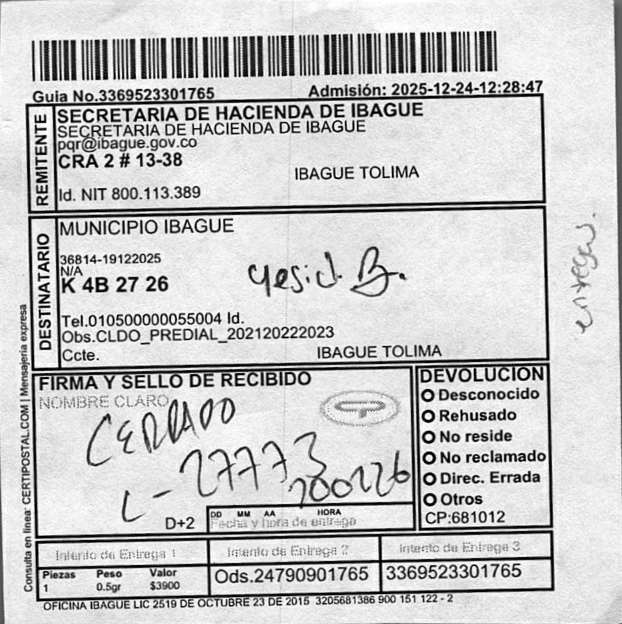 Guia No.3369523301765 Admisión: 2025-12-24-12:28:47
REMITENTE
SECRETARIA DE HACIENDA DE IBAGUE
SECRETARIA DE HACIENDA DE IBAGUE
pqr@ibague.gov.co
CRA 2 # 13-38
IBAGUE TOLIMA
Id. NIT 800.113.389
DESTINATARIO
MUNICIPIO IBAGUE
36814-19122025
N/A
K 4B 27 26
Yesid B.
Tel.010500000055004 Id.
Obs.CLDO_PREDIAL_202120222023
Ccte. IBAGUE TOLIMA
entregas.
Consulta en línea: CERTIPOSTAL.COM | Mensajería expresa
FIRMA Y SELLO DE RECIBIDO
NOMBRE CLARO
CERRADO
L-27773
200226
D+2
DD MM AA HORA
Fecha y hora de entrega
DEVOLUCION
Desconocido
Rehusado
No reside
No reclamado
Direc. Errada
Otros
CP:681012
Intento de Entrega 1 Intento de Entrega 2 Intento de Entrega 3
Piezas Peso Valor
1 0.5gr $3900
Ods.24790901765 3369523301765
OFICINA IBAGUE LIC 2519 DE OCTUBRE 23 DE 2015 3205681386 900 151 122 - 2